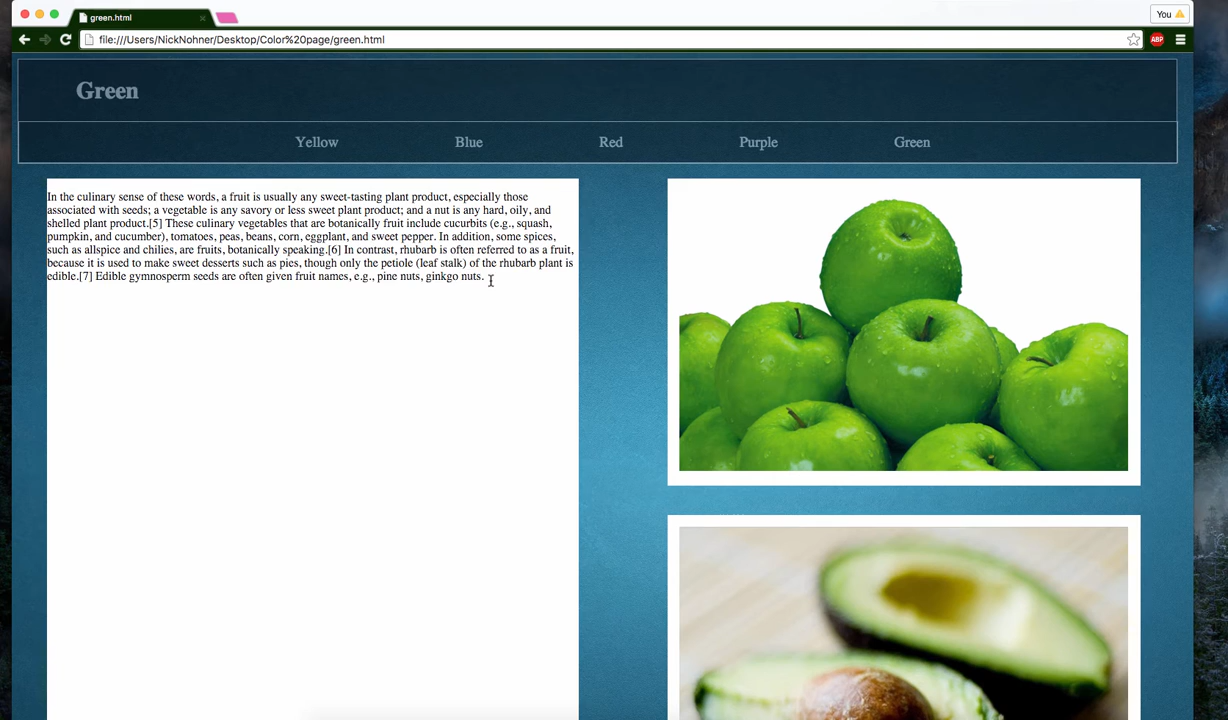 green.html
You
file:///Users/NickNohner/Desktop/Color%20page/green.html
ABP
Green
Yellow Blue Red Purple Green
In the culinary sense of these words, a fruit is usually any sweet-tasting plant product, especially those
associated with seeds; a vegetable is any savory or less sweet plant product; and a nut is any hard, oily, and
shelled plant product.[5] These culinary vegetables that are botanically fruit include cucurbits (e.g., squash,
pumpkin, and cucumber), tomatoes, peas, beans, corn, eggplant, and sweet pepper. In addition, some spices,
such as allspice and chilies, are fruits, botanically speaking.[6] In contrast, rhubarb is often referred to as a fruit,
because it is used to make sweet desserts such as pies, though only the petiole (leaf stalk) of the rhubarb plant is
edible.[7] Edible gymnosperm seeds are often given fruit names, e.g., pine nuts, ginkgo nuts.